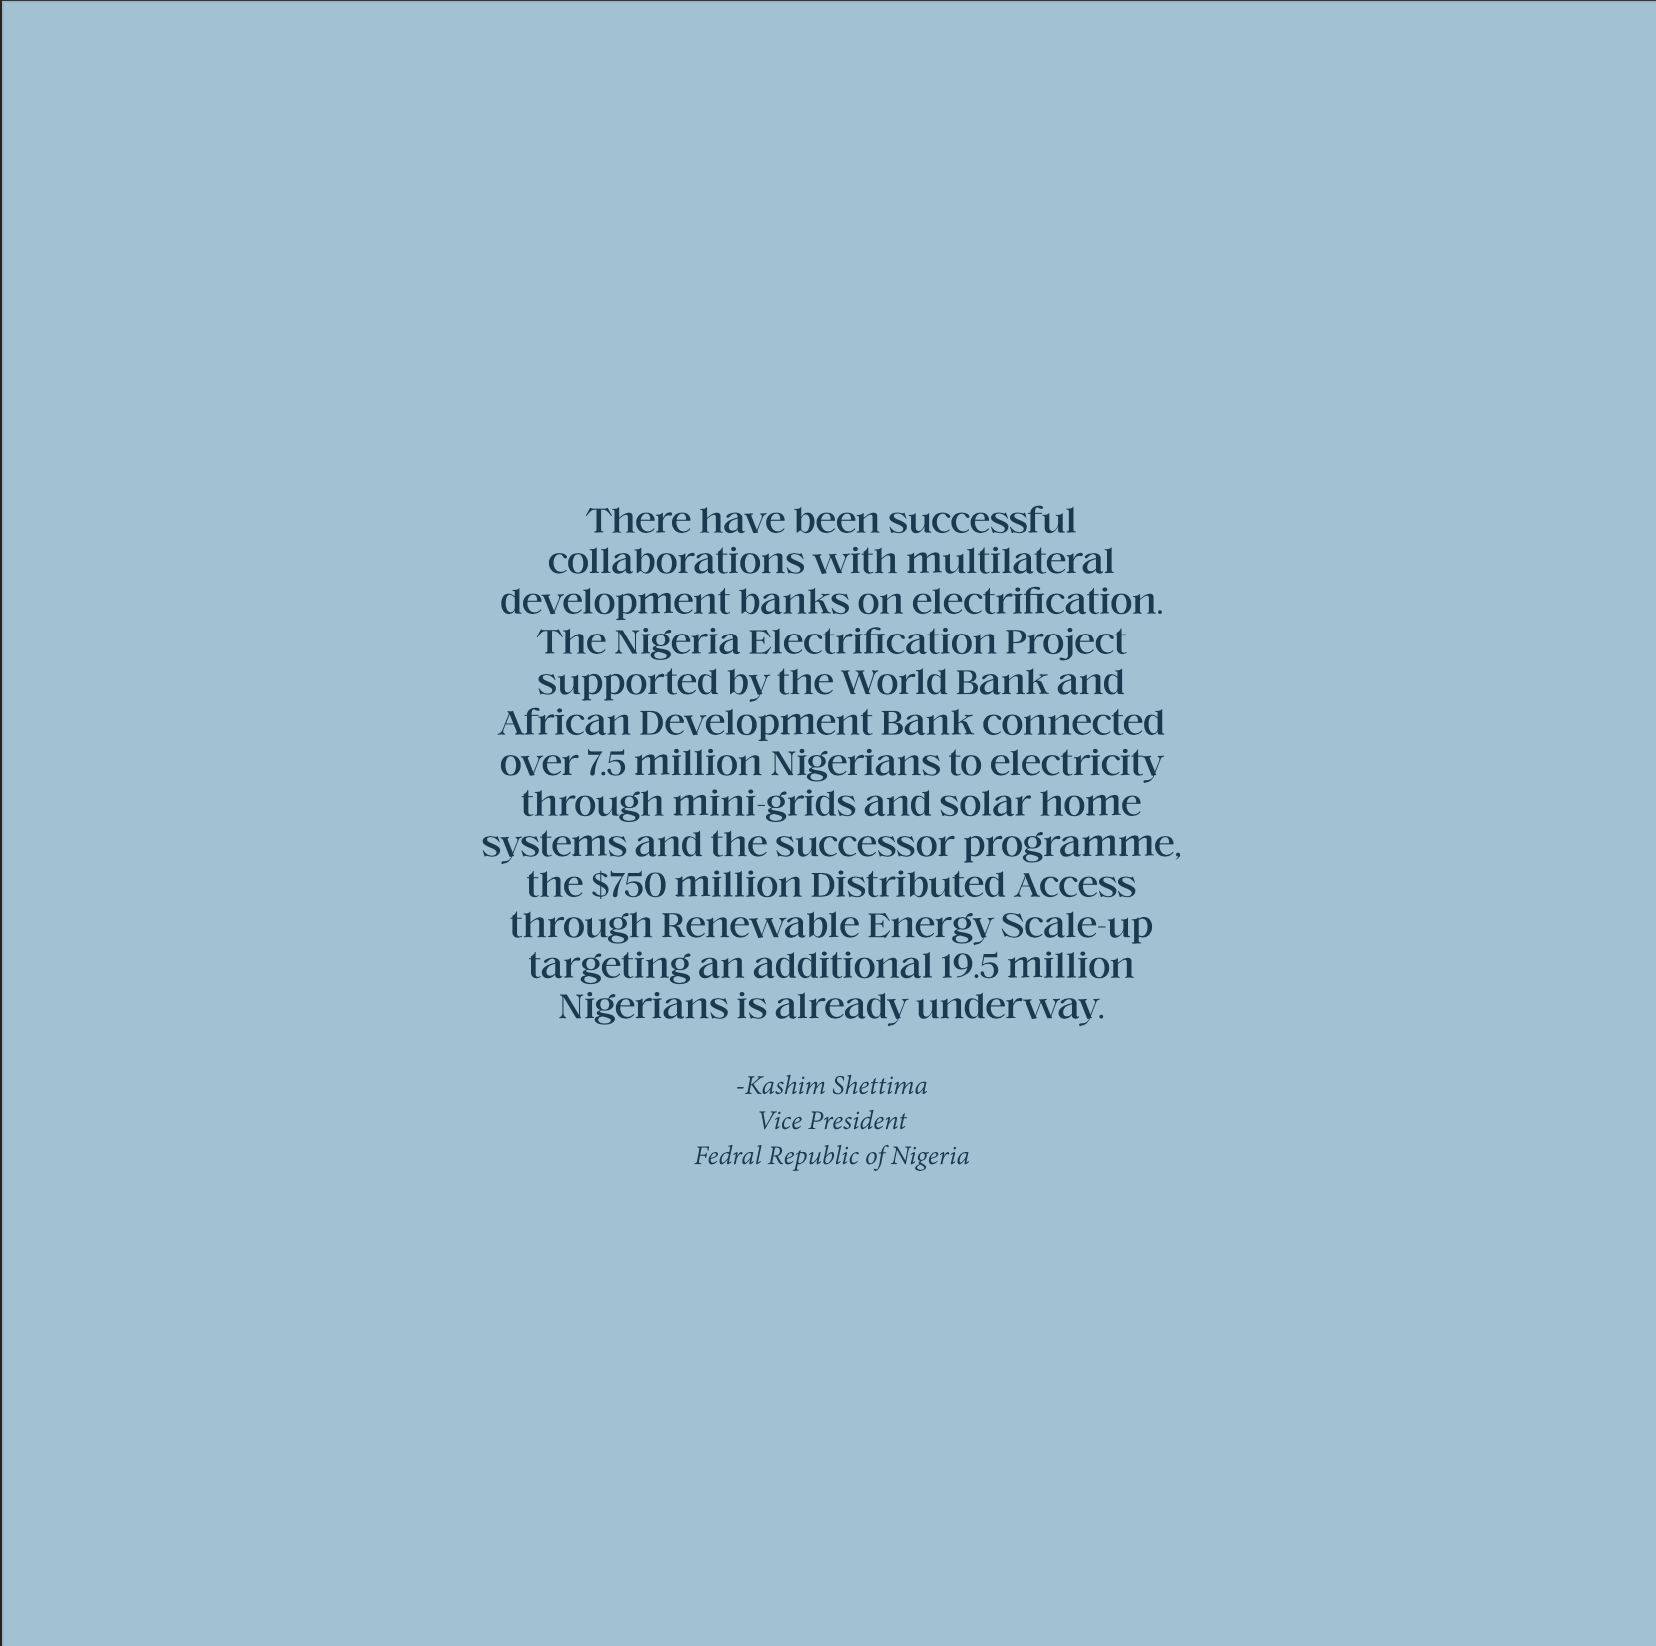 There have been successful
collaborations with multilateral
development banks on electrification.
The Nigeria Electrification Project
supported by the World Bank and
African Development Bank connected
over 7.5 million Nigerians to electricity
through mini-grids and solar home
systems and the successor programme,
the $750 million Distributed Access
through Renewable Energy Scale-up
targeting an additional 19.5 million
Nigerians is already underway.
-Kashim Shettima
Vice President
Fedral Republic of Nigeria